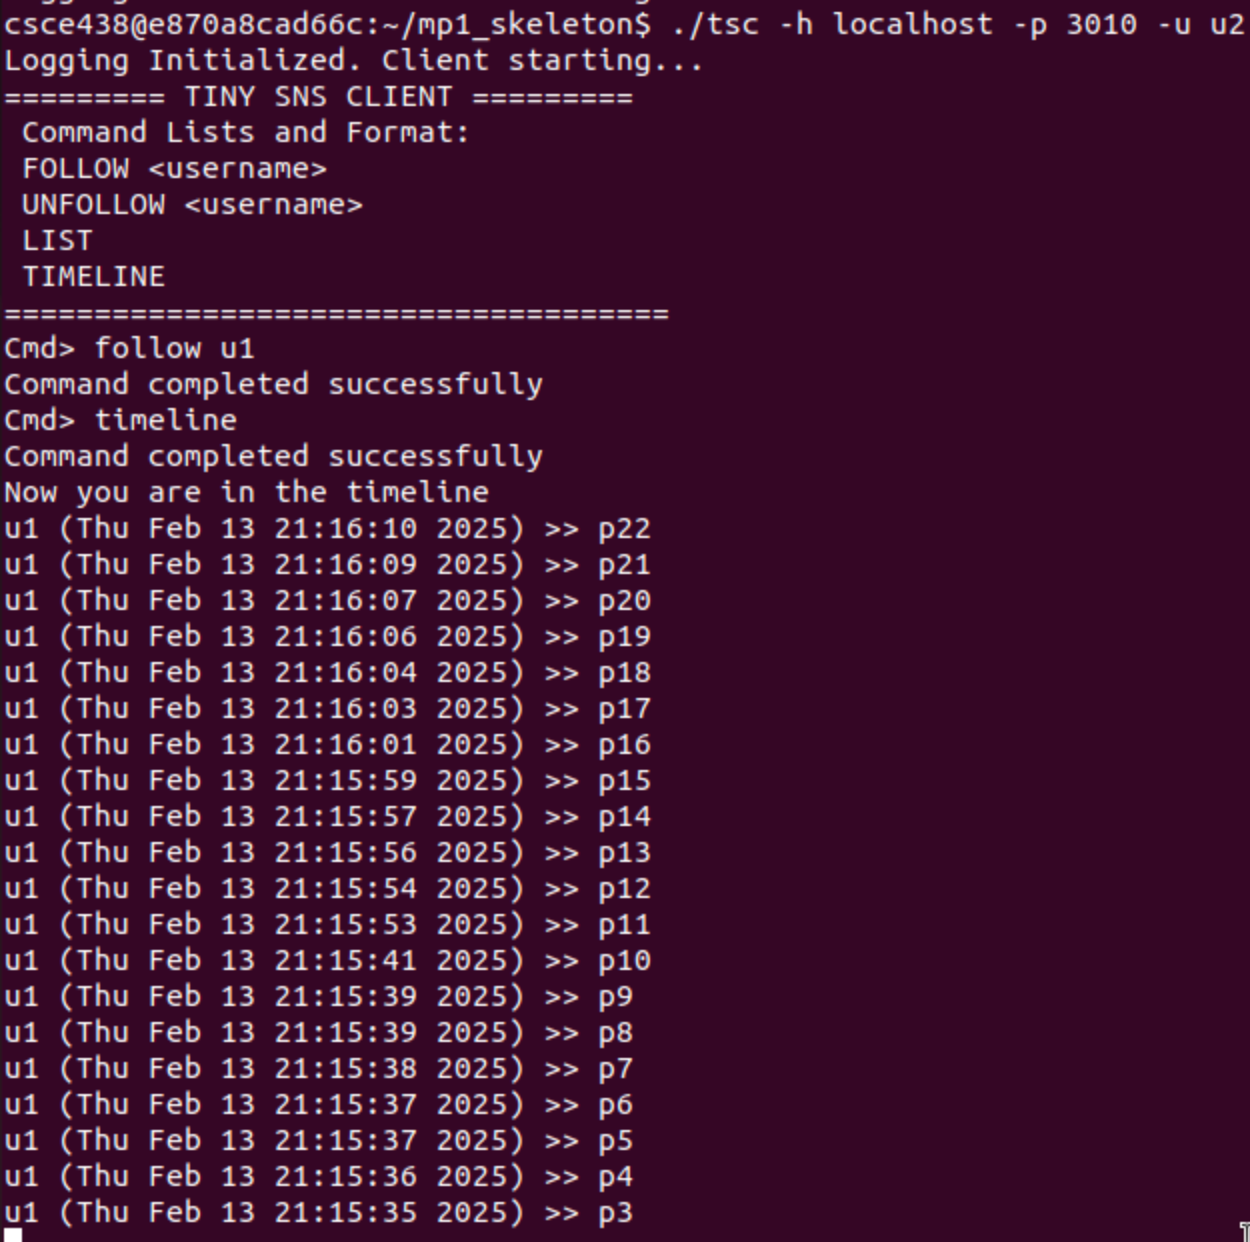 csce438@e870a8cad66c:~/mp1_skeleton$ ./tsc -h localhost -p 3010 -u u2
Logging Initialized. Client starting...
========= TINY SNS CLIENT =========
 Command Lists and Format:
 FOLLOW <username>
 UNFOLLOW <username>
 LIST
 TIMELINE
=====================================
Cmd> follow u1
Command completed successfully
Cmd> timeline
Command completed successfully
Now you are in the timeline
u1 (Thu Feb 13 21:16:10 2025) >> p22
u1 (Thu Feb 13 21:16:09 2025) >> p21
u1 (Thu Feb 13 21:16:07 2025) >> p20
u1 (Thu Feb 13 21:16:06 2025) >> p19
u1 (Thu Feb 13 21:16:04 2025) >> p18
u1 (Thu Feb 13 21:16:03 2025) >> p17
u1 (Thu Feb 13 21:16:01 2025) >> p16
u1 (Thu Feb 13 21:15:59 2025) >> p15
u1 (Thu Feb 13 21:15:57 2025) >> p14
u1 (Thu Feb 13 21:15:56 2025) >> p13
u1 (Thu Feb 13 21:15:54 2025) >> p12
u1 (Thu Feb 13 21:15:53 2025) >> p11
u1 (Thu Feb 13 21:15:41 2025) >> p10
u1 (Thu Feb 13 21:15:39 2025) >> p9
u1 (Thu Feb 13 21:15:39 2025) >> p8
u1 (Thu Feb 13 21:15:38 2025) >> p7
u1 (Thu Feb 13 21:15:37 2025) >> p6
u1 (Thu Feb 13 21:15:37 2025) >> p5
u1 (Thu Feb 13 21:15:36 2025) >> p4
u1 (Thu Feb 13 21:15:35 2025) >> p3